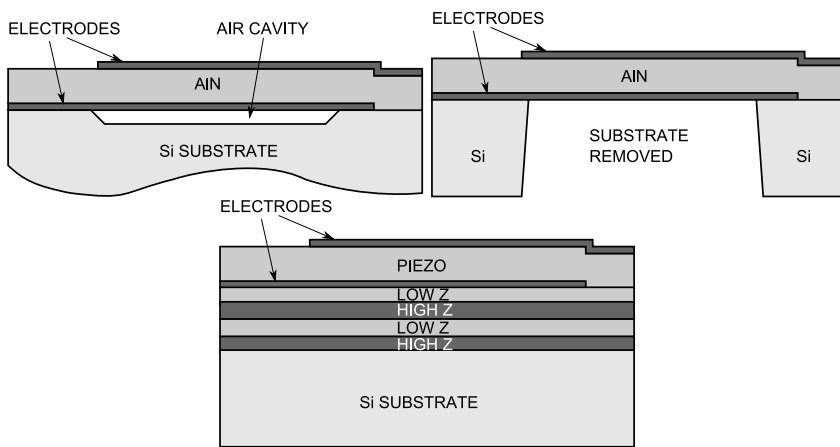 ELECTRODES
AIR CAVITY
AlN
Si SUBSTRATE
ELECTRODES
AlN
SUBSTRATE
REMOVED
Si
Si
ELECTRODES
PIEZO
LOW Z
HIGH Z
LOW Z
HIGH Z
Si SUBSTRATE